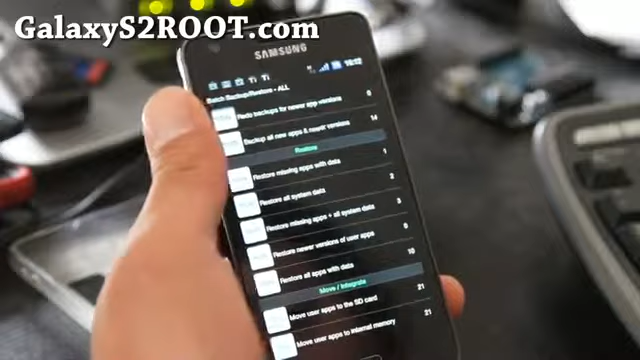 GalaxyS2ROOT.com
SAMSUNG
Batch Backup/Restore - ALL
Redo backups for newer app versions
Backup all new apps & newer versions 14
Restore
Restore missing apps with data 1
Restore all system data 2
Restore missing apps + all system data 3
Restore newer versions of user apps 0
Restore all apps with data
Move / Integrate
Move user apps to the SD card 21
Move user apps to internal memory 21